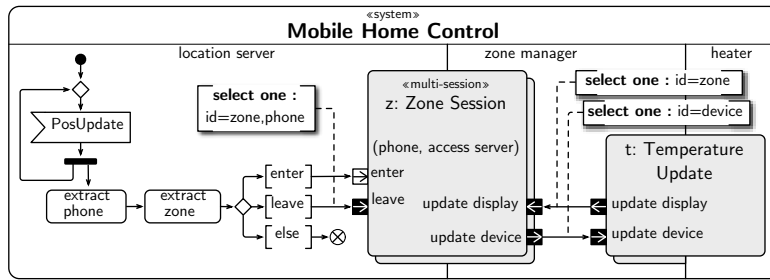 «system»
Mobile Home Control
location server
zone manager
heater
PosUpdate
extract
phone
extract
zone
select one :
id=zone,phone
[enter]
[leave]
[else]
«multi-session»
z: Zone Session
(phone, access server)
enter
leave
update display
update device
select one : id=zone
select one : id=device
t: Temperature
Update
update display
update device